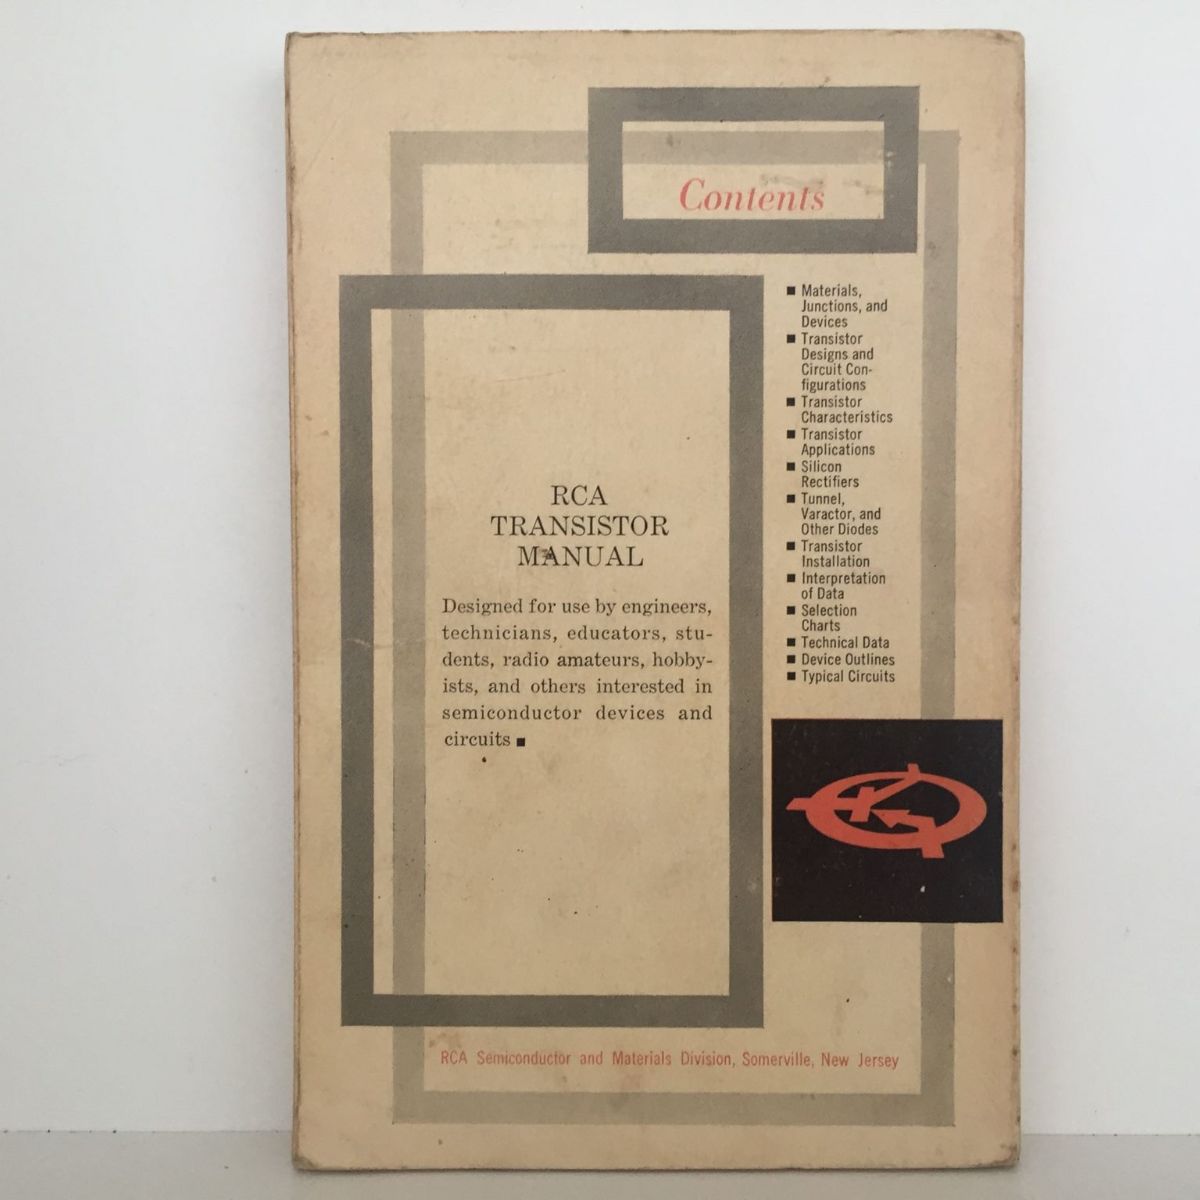 Contents
■ Materials,
Junctions, and
Devices
■ Transistor
Designs and
Circuit Con-
figurations
■ Transistor
Characteristics
■ Transistor
Applications
■ Silicon
Rectifiers
■ Tunnel,
Varactor, and
Other Diodes
■ Transistor
Installation
■ Interpretation
of Data
■ Selection
Charts
■ Technical Data
■ Device Outlines
■ Typical Circuits
RCA
TRANSISTOR
MANUAL
Designed for use by engineers,
technicians, educators, stu-
dents, radio amateurs, hobby-
ists, and others interested in
semiconductor devices and
circuits ■
RCA Semiconductor and Materials Division, Somerville, New Jersey